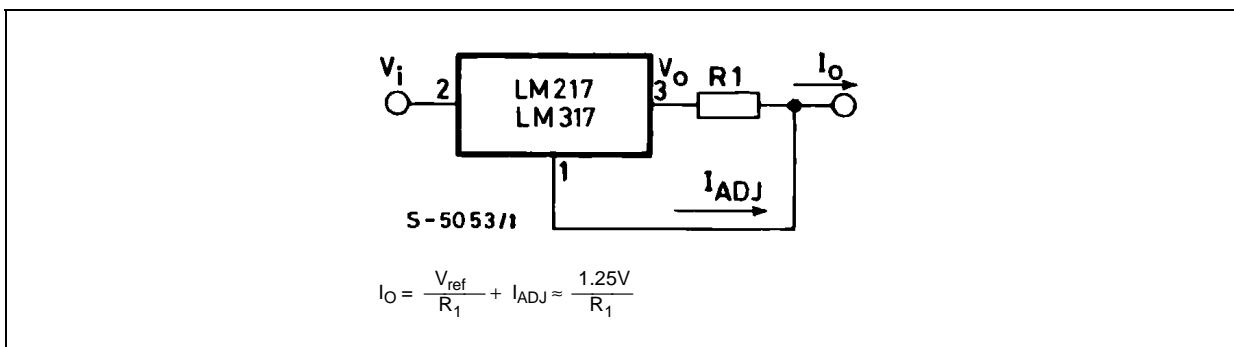 Vi
2
LM217
LM317
Vo
3
R1
Io
1
IADJ
S-5053/1
IO = Vref / R1 + IADJ ≈ 1.25V / R1